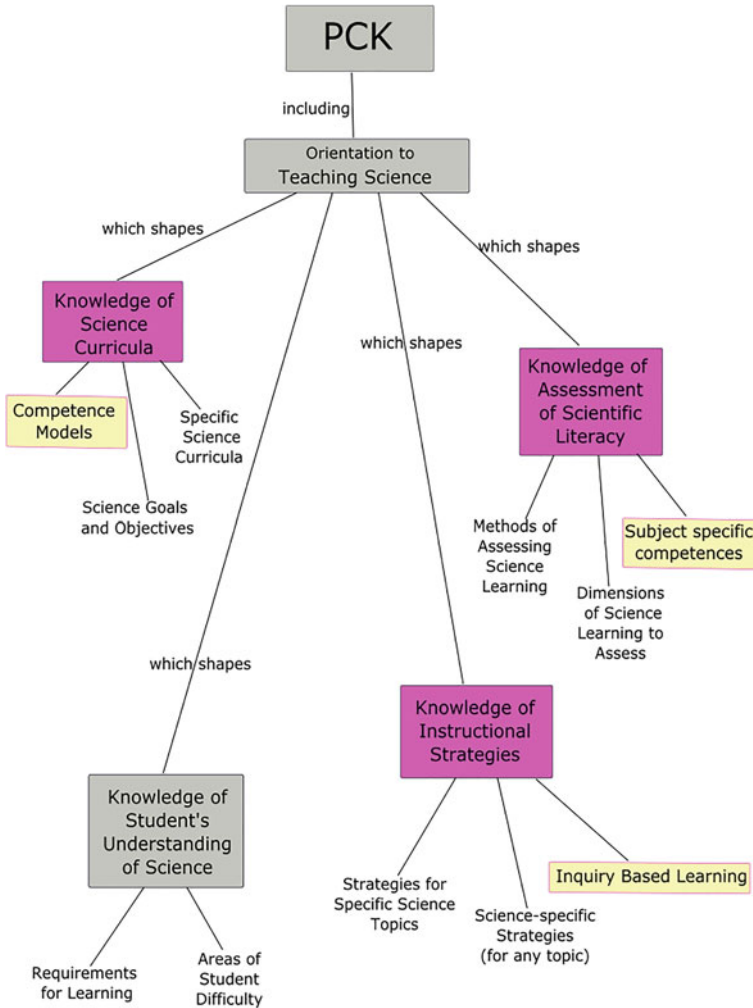 PCK
including
Orientation to
Teaching Science
which shapes
which shapes
Knowledge of
Science
Curricula
which shapes
Knowledge of
Assessment
of Scientific
Literacy
Competence
Models
Specific
Science
Curricula
Science Goals
and Objectives
Methods of
Assessing
Science
Learning
Subject specific
competences
Dimensions
of Science
Learning to
Assess
which shapes
Knowledge of
Instructional
Strategies
Knowledge of
Student's
Understanding
of Science
Strategies for
Specific Science
Topics
Inquiry Based Learning
Science-specific
Strategies
(for any topic)
Requirements
for Learning
Areas of
Student
Difficulty